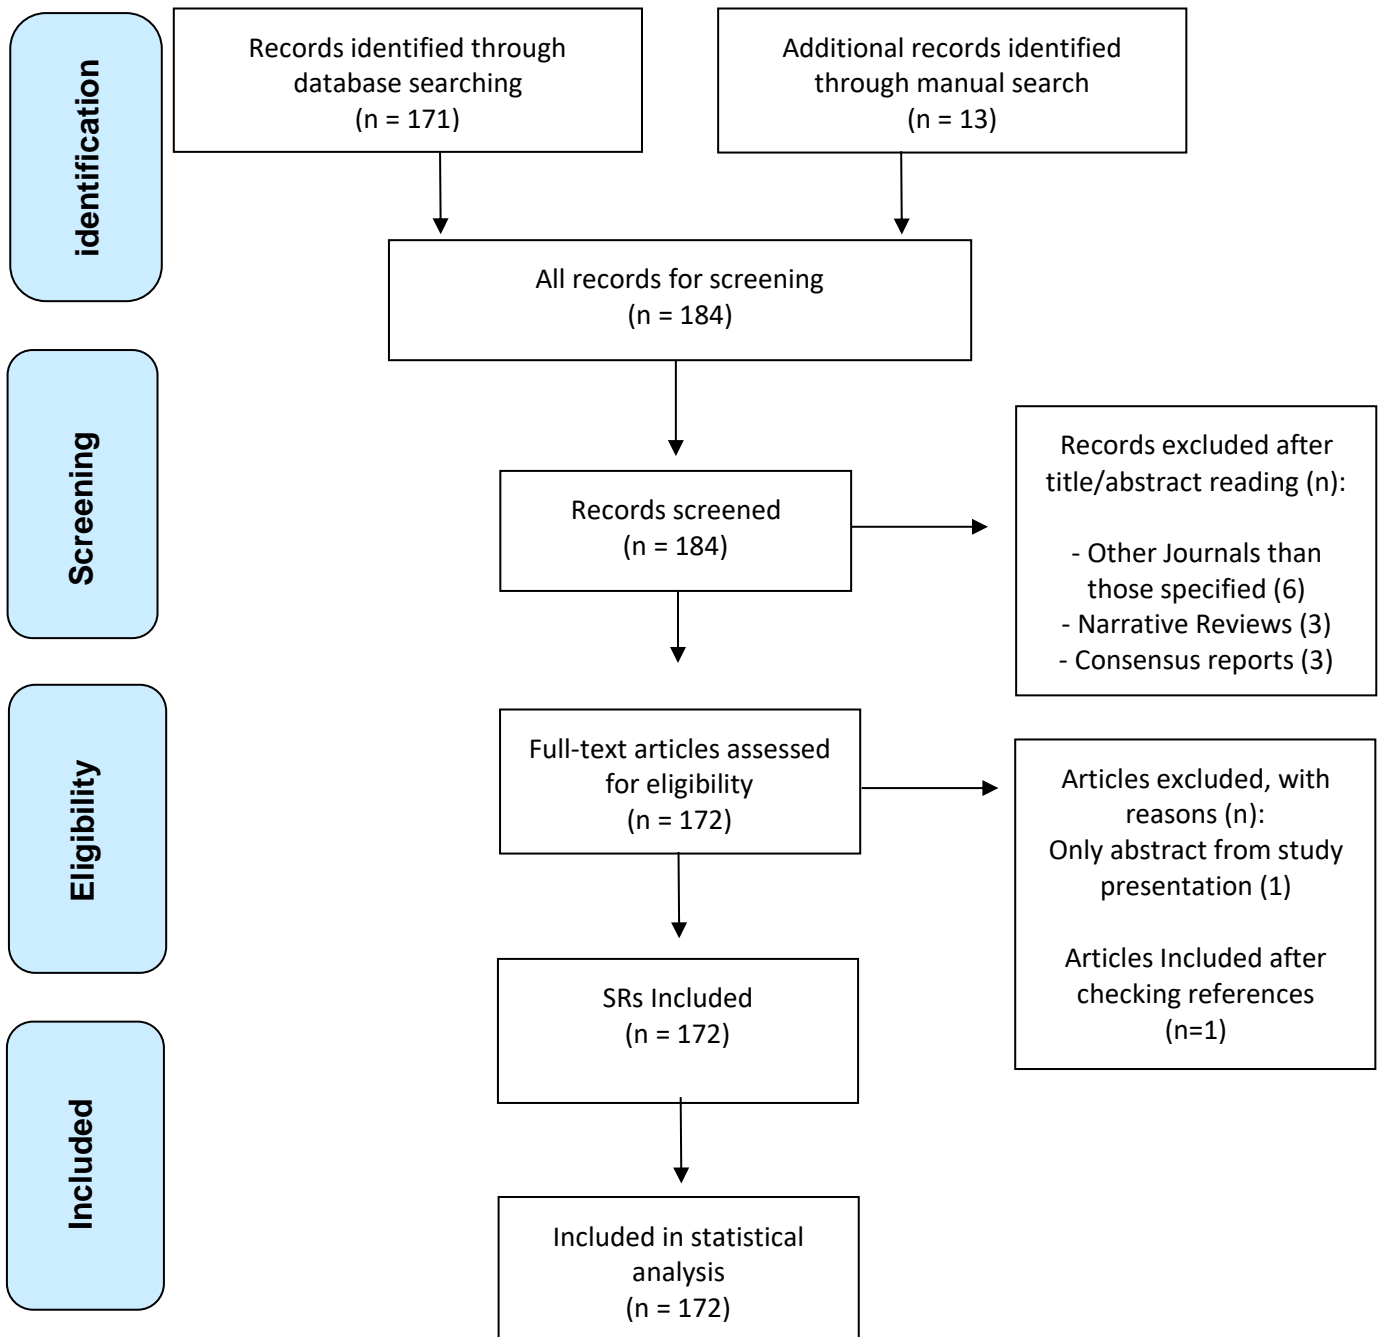 identification
Records identified through
database searching
(n = 171)
Additional records identified
through manual search
(n = 13)
All records for screening
(n = 184)
Screening
Records screened
(n = 184)
Records excluded after
title/abstract reading (n):
- Other Journals than
those specified (6)
- Narrative Reviews (3)
- Consensus reports (3)
Eligibility
Full-text articles assessed
for eligibility
(n = 172)
Articles excluded, with
reasons (n):
Only abstract from study
presentation (1)
Articles Included after
checking references
(n=1)
SRs Included
(n = 172)
Included
Included in statistical
analysis
(n = 172)